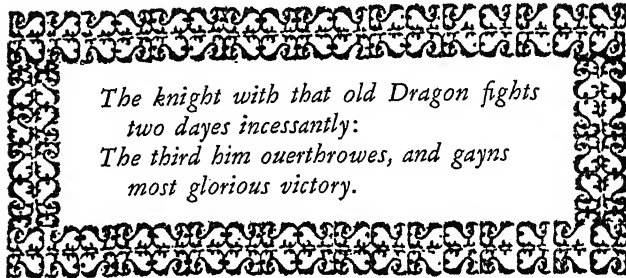 The knight with that old Dragon fights
two dayes incessantly:
The third him ouerthrowes, and gayns
most glorious victory.